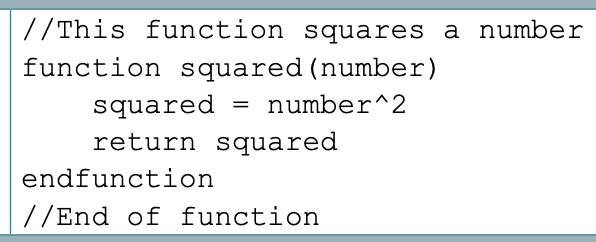 //This function squares a number
function squared(number)
    squared = number^2
    return squared
endfunction
//End of function